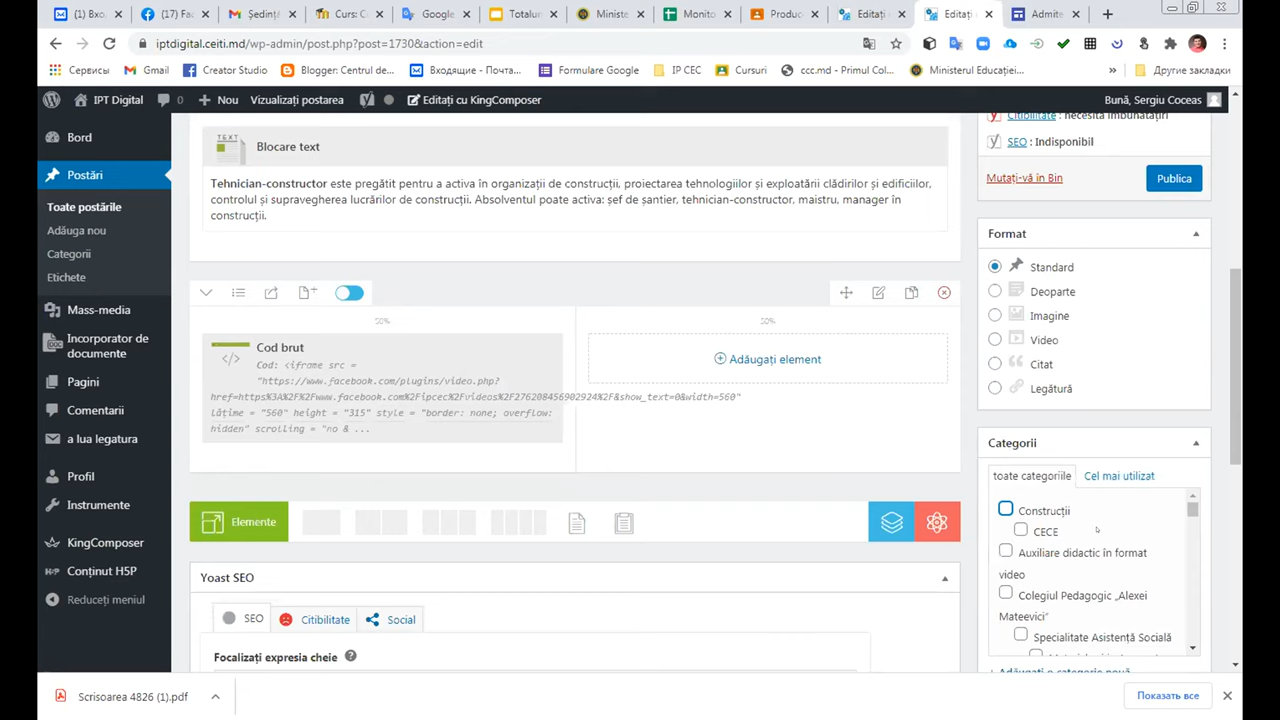 (1) Вхо
(17) Fac
Ședinț
Curs: C
Google
Totalur
Ministe
Monito
Produc
Editați
Editați
Admite
iptdigital.ceiti.md/wp-admin/post.php?post=1730&action=edit
Сервисы
Gmail
Creator Studio
Blogger: Centrul de...
Входящие - Почта...
Formulare Google
IP CEC
Cursuri
ccc.md - Primul Col...
Ministerul Educației...
»
Другие закладки
IPT Digital
0
Nou
Vizualizați postarea
Editați cu KingComposer
Bună, Sergiu Coceas
Bord
Postări
Toate postările
Adăuga nou
Categorii
Etichete
Mass-media
Incorporator de
documente
Pagini
Comentarii
a lua legatura
Profil
Instrumente
KingComposer
H5P Conținut H5P
Reduceți meniul
TEXT
Blocare text
Tehnician-constructor este pregătit pentru a activa în organizații de construcții, proiectarea tehnologiilor și exploatării clădirilor și edificiilor,
controlul și supravegherea lucrărilor de construcții. Absolventul poate activa: șef de șantier, tehnician-constructor, maistru, manager în
construcții.
50%
50%
Cod brut
Cod: <iframe src =
"https://www.facebook.com/plugins/video.php?
href=https%3A%2F%2Fwww.facebook.com%2Fipcec%2Fvideos%2F276208456902924%2F&show_text=0&width=560"
lățime = "560" height = "315" style = "border: none; overflow:
hidden" scrolling = "no & ...
Adăugați element
Elemente
Yoast SEO
SEO
Citibilitate
Social
Focalizați expresia cheie
Citibilitate : necesită îmbunătățiri
SEO : Indisponibil
Mutați-vă în Bin
Publica
Format
Standard
Deoparte
Imagine
Video
Citat
Legătură
Categorii
toate categoriile
Cel mai utilizat
Construcții
CECE
Auxiliare didactic în format
video
Colegiul Pedagogic „Alexei
Mateevici"
Specialitate Asistență Socială
+ Adăugați o categorie nouă
Scrisoarea 4826 (1).pdf
Показать все